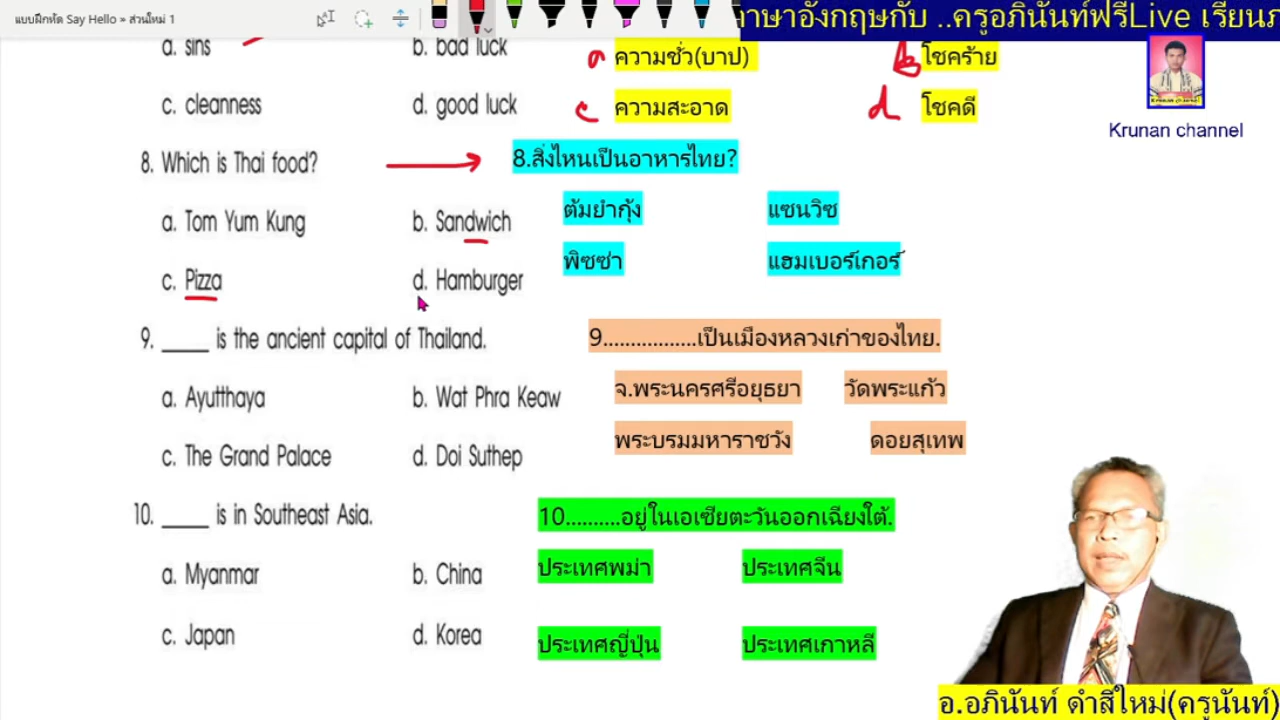 แบบฝึกหัด Say Hello » ส่วนใหม่ 1
ภาษาอังกฤษกับ ..ครูอภินันท์ฟรีLive เรียนภ
a. sins b. bad luck a ความชั่ว(บาป) b โชคร้าย
c. cleanness d. good luck c ความสะอาด d โชคดี
Krunan channel
8. Which is Thai food? 8.สิ่งไหนเป็นอาหารไทย?
a. Tom Yum Kung b. Sandwich ต้มยำกุ้ง แซนวิช
c. Pizza d. Hamburger พิซซ่า แฮมเบอร์เกอร์
9. _____ is the ancient capital of Thailand. 9.................เป็นเมืองหลวงเก่าของไทย.
a. Ayutthaya b. Wat Phra Keaw จ.พระนครศรีอยุธยา วัดพระแก้ว
c. The Grand Palace d. Doi Suthep พระบรมมหาราชวัง ดอยสุเทพ
10. _____ is in Southeast Asia. 10..........อยู่ในเอเซียตะวันออกเฉียงใต้.
a. Myanmar b. China ประเทศพม่า ประเทศจีน
c. Japan d. Korea ประเทศญี่ปุ่น ประเทศเกาหลี
อ.อภินันท์ ดำสีใหม่(ครูนันท์)